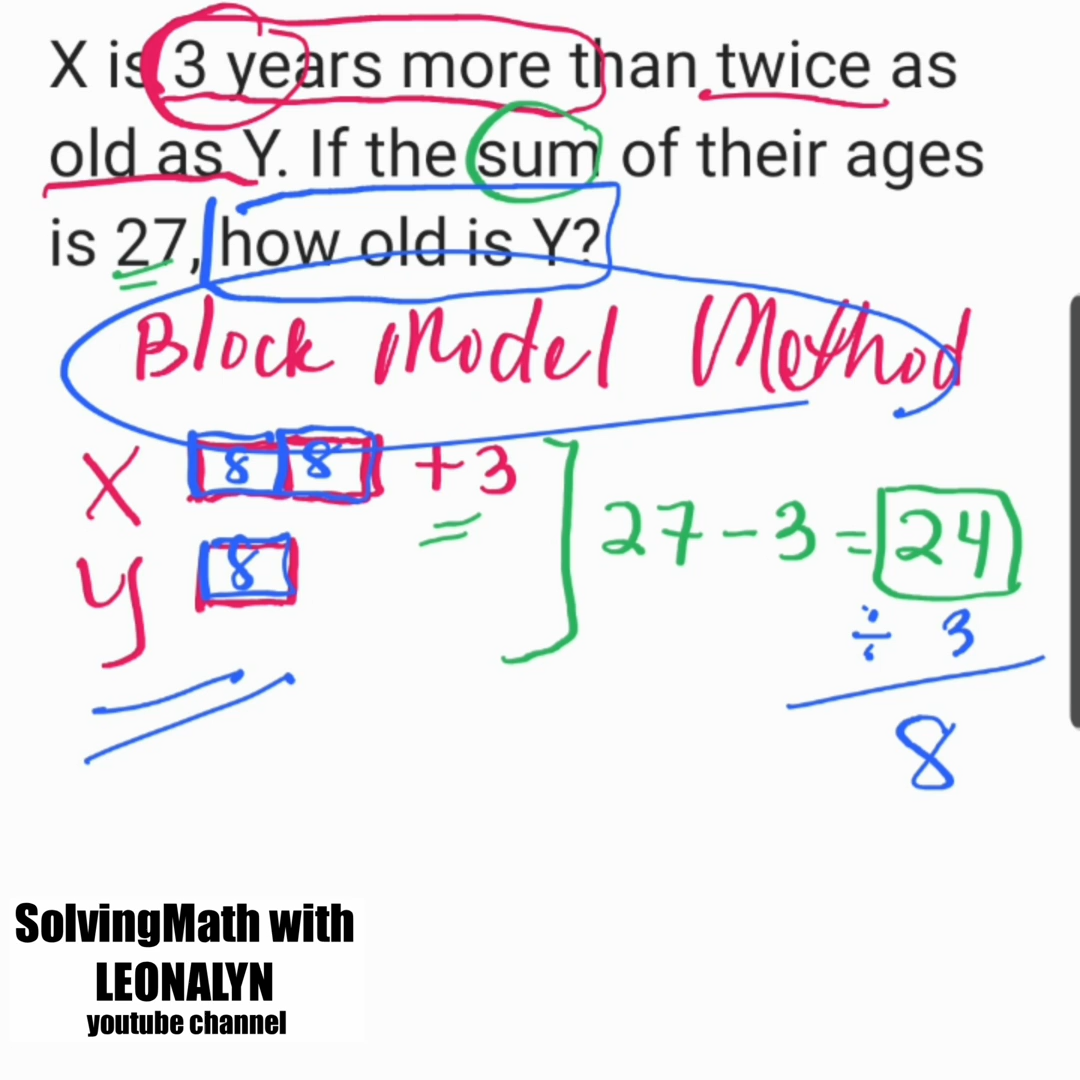 X is 3 years more than twice as
old as Y. If the sum of their ages
is 27, how old is Y?
Block Model Method
X 8 8 + 3
Y 8
27 - 3 = 24
÷ 3
8
SolvingMath with
LEONALYN
youtube channel